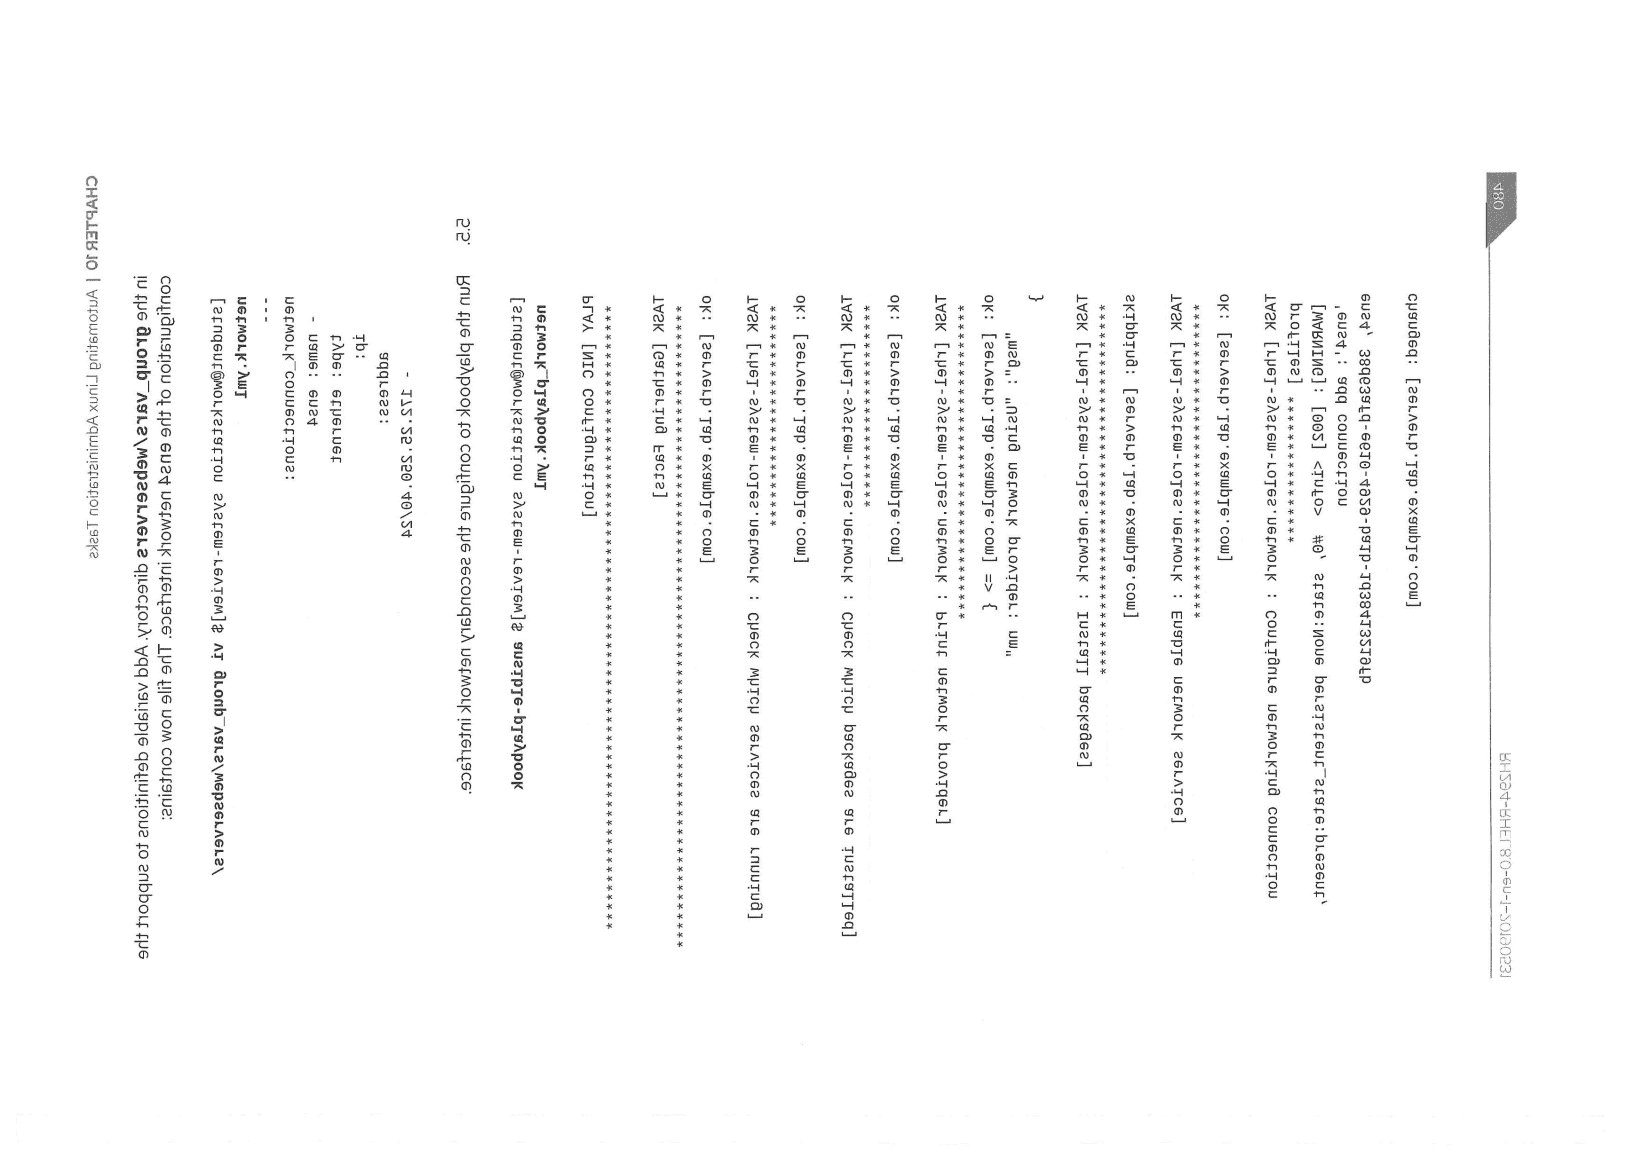 CHAPTER 10 | Automating Linux Administration Tasks
in the group_vars/webservers directory. Add variable definitions to support the
configuration of the ens4 network interface. The file now contains:
[student@workstation system-review]$ vi group_vars/webservers/
network.yml
---
network_connections:
- name: ens4
type: ethernet
ip:
address:
- 172.25.250.40/24
5.5. Run the playbook to configure the secondary network interface.
[student@workstation system-review]$ ansible-playbook
network_playbook.yml
PLAY [NIC Configuration]
*******************************************************************
TASK [Gathering Facts]
*********************************************************************
ok: [serverb.lab.example.com]
TASK [rhel-system-roles.network : Check which services are running]
************************
ok: [serverb.lab.example.com]
TASK [rhel-system-roles.network : Check which packages are installed]
**********************
ok: [serverb.lab.example.com]
TASK [rhel-system-roles.network : Print network provider]
**********************************
ok: [serverb.lab.example.com] => {
"msg": "Using network provider: nm"
}
TASK [rhel-system-roles.network : Install packages]
****************************************
skipping: [serverb.lab.example.com]
TASK [rhel-system-roles.network : Enable network service]
**********************************
ok: [serverb.lab.example.com]
TASK [rhel-system-roles.network : Configure networking connection
profiles] ****************
[WARNING]: [002] <info> #0, state:None persistent_state:present,
'ens4': add connection
ens4, 38d63afd-e610-4629-ba1b-1b384132161b
changed: [serverb.lab.example.com]
480
RH294-RHEL8.0-en-1-20190531